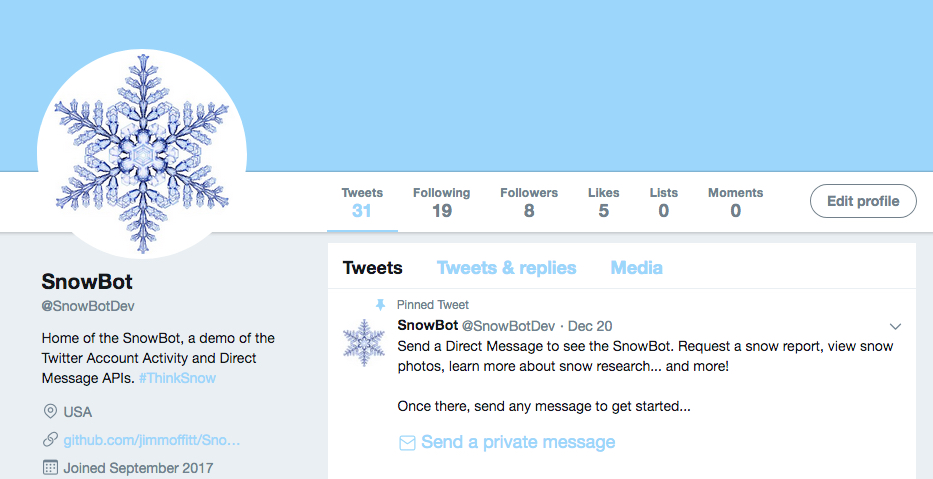 Tweets
31
Following
19
Followers
8
Likes
5
Lists
0
Moments
0
Edit profile
SnowBot
@SnowBotDev
Home of the SnowBot, a demo of the
Twitter Account Activity and Direct
Message APIs. #ThinkSnow
USA
github.com/jimmoffitt/Sno...
Joined September 2017
Tweets Tweets & replies Media
Pinned Tweet
SnowBot @SnowBotDev · Dec 20
Send a Direct Message to see the SnowBot. Request a snow report, view snow
photos, learn more about snow research... and more!
Once there, send any message to get started...
Send a private message